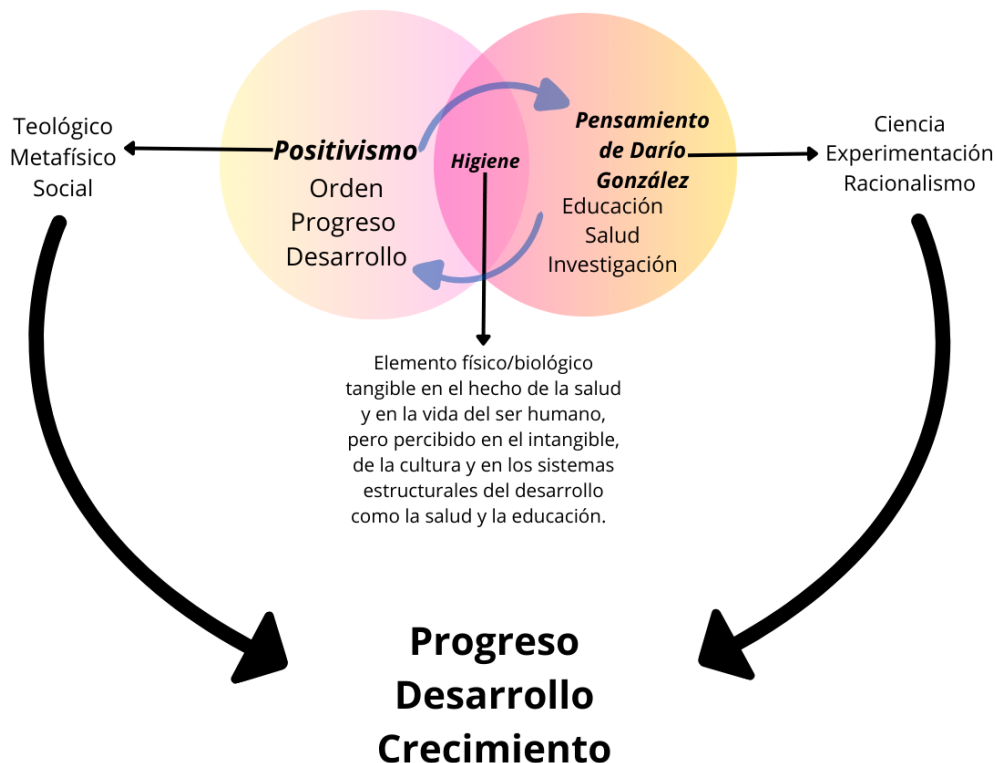 Teológico
Metafísico
Social
Positivismo
Orden
Progreso
Desarrollo
Higiene
Pensamiento
de Darío
González
Educación
Salud
Investigación
Ciencia
Experimentación
Racionalismo
Elemento físico/biológico
tangible en el hecho de la salud
y en la vida del ser humano,
pero percibido en el intangible,
de la cultura y en los sistemas
estructurales del desarrollo
como la salud y la educación.
Progreso
Desarrollo
Crecimiento